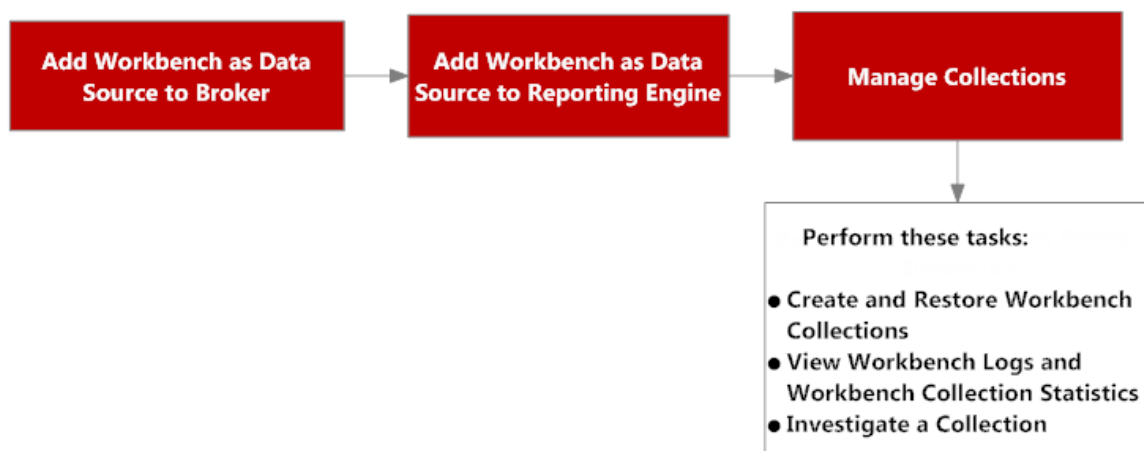 Add Workbench as Data
Source to Broker
Add Workbench as Data
Source to Reporting Engine
Manage Collections
Perform these tasks:
● Create and Restore Workbench
Collections
● View Workbench Logs and
Workbench Collection Statistics
● Investigate a Collection